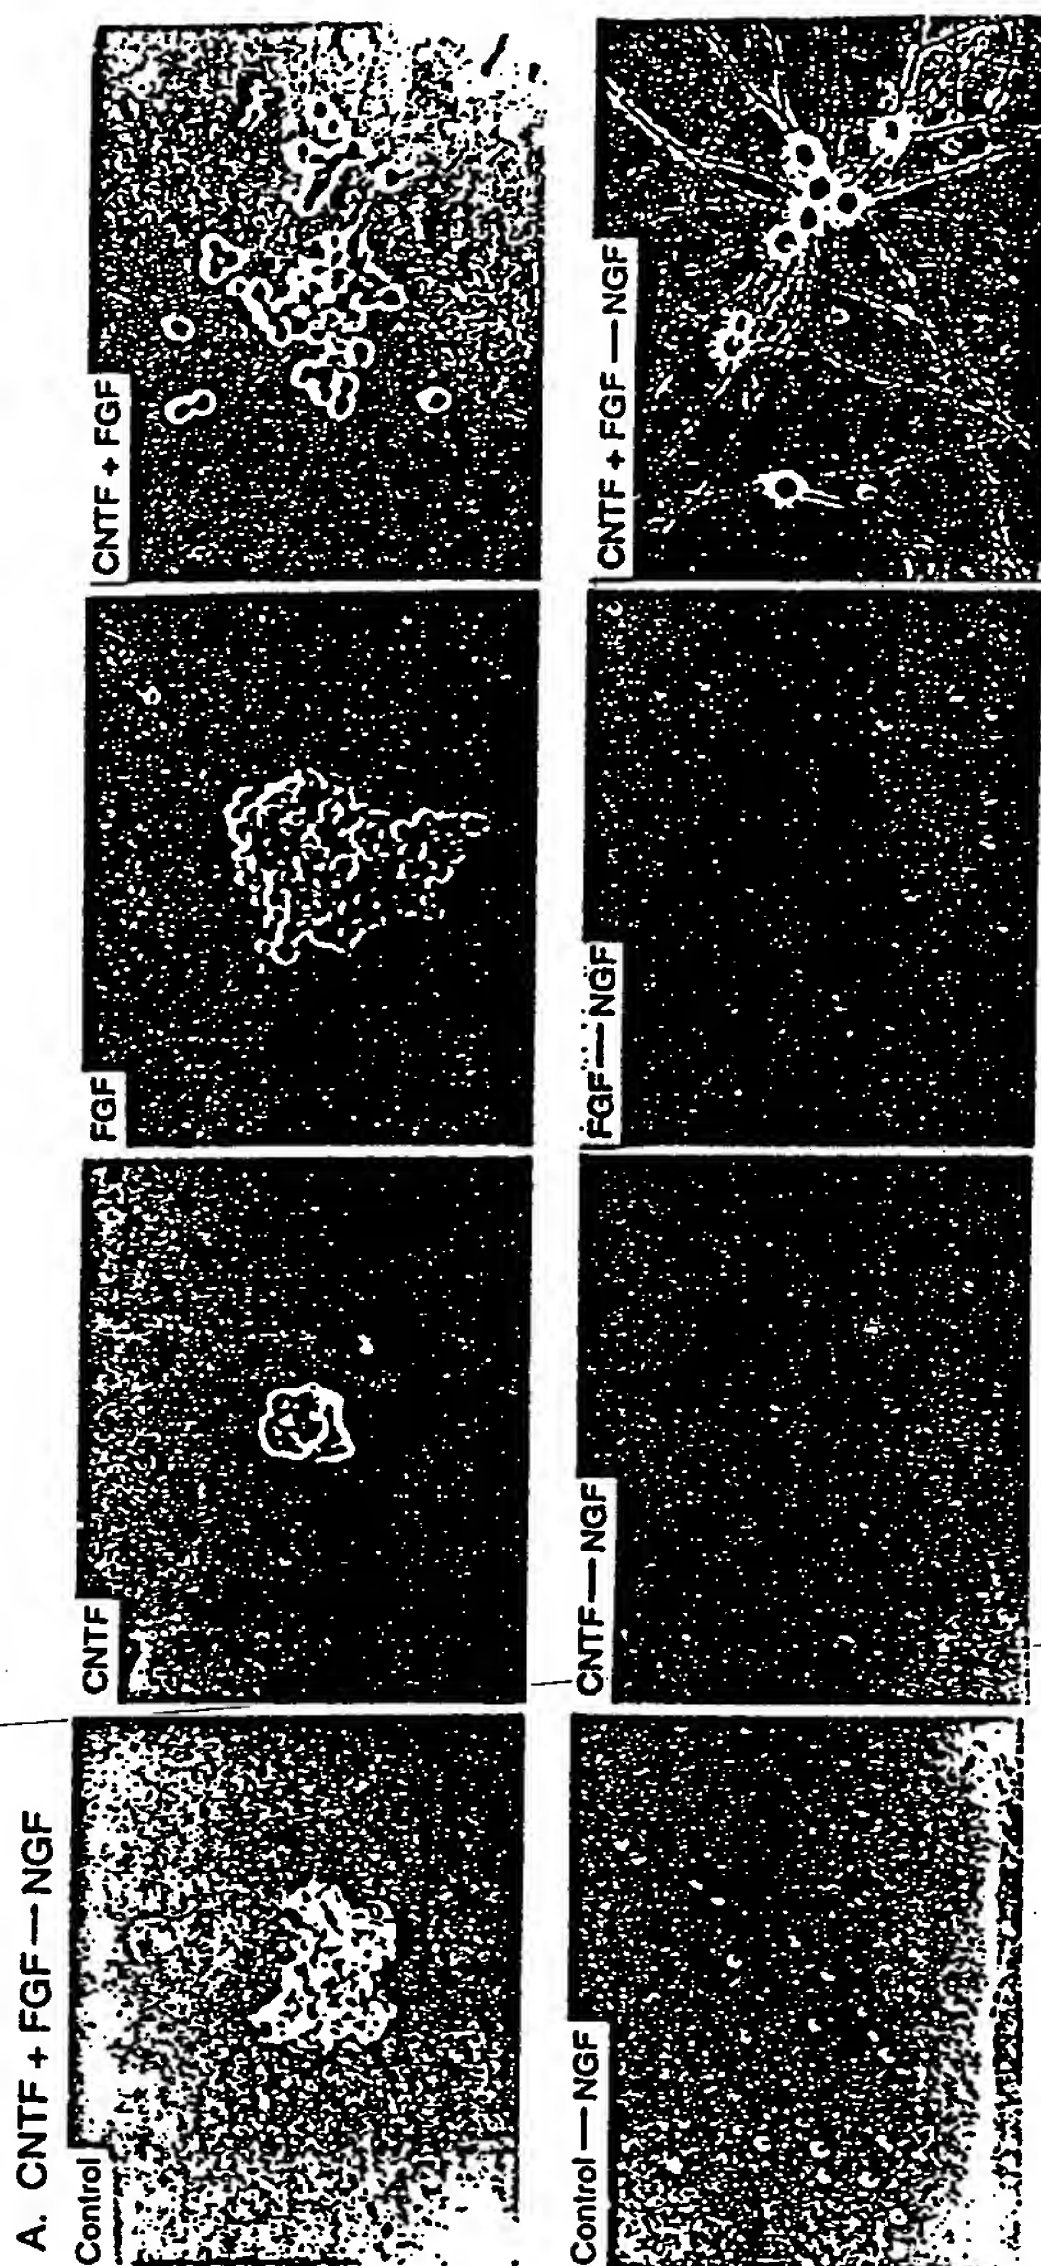 A. CNTF + FGF — NGF
Control
CNTF
FGF
CNTF + FGF
Control — NGF
CNTF — NGF
FGF — NGF
CNTF + FGF — NGF